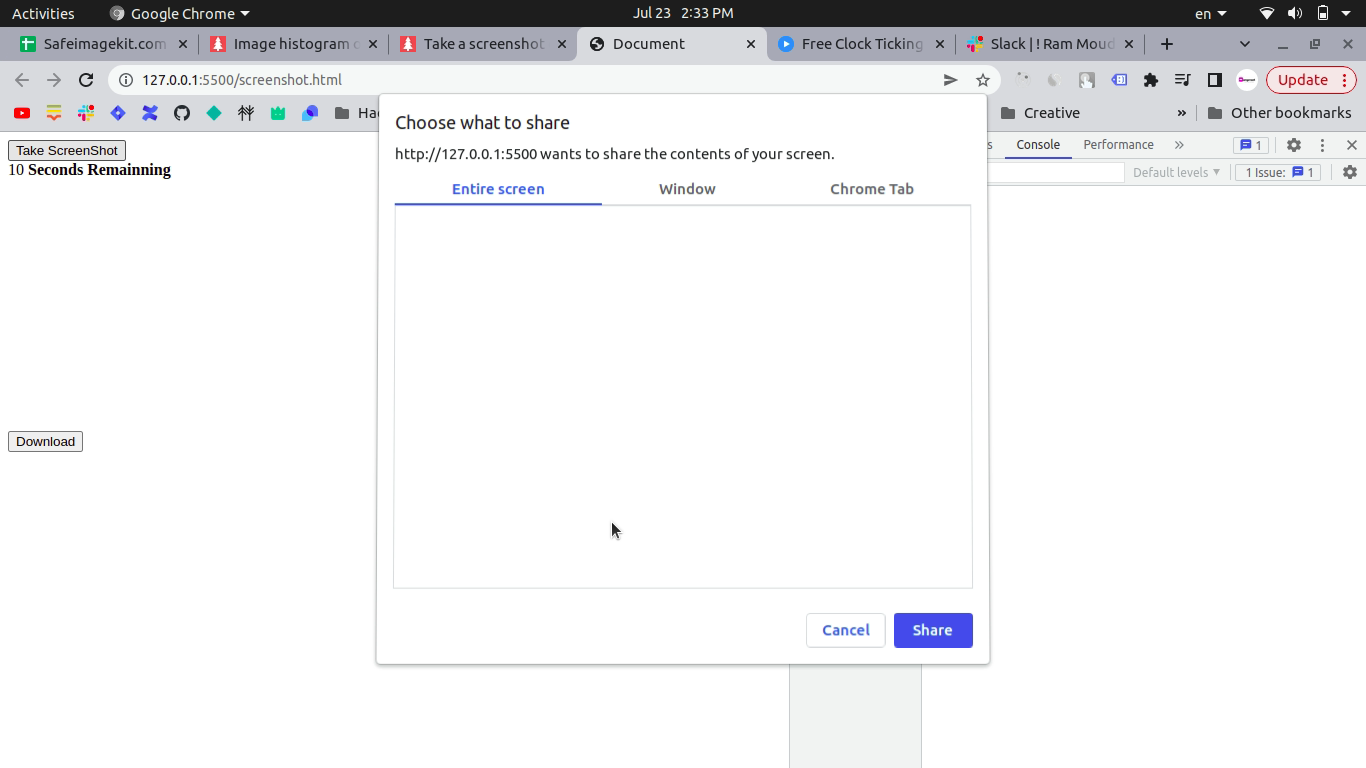 Activities Google Chrome Jul 23 2:33 PM en
Safeimagekit.com Image histogram Take a screenshot Document Free Clock Ticking Slack | ! Ram Moud
127.0.0.1:5500/screenshot.html Update
Creative » Other bookmarks
Choose what to share
http://127.0.0.1:5500 wants to share the contents of your screen.
Entire screen Window Chrome Tab
Take ScreenShot
10 Seconds Remainning
Console Performance » 1
Default levels 1 Issue: 1
Download
Cancel Share